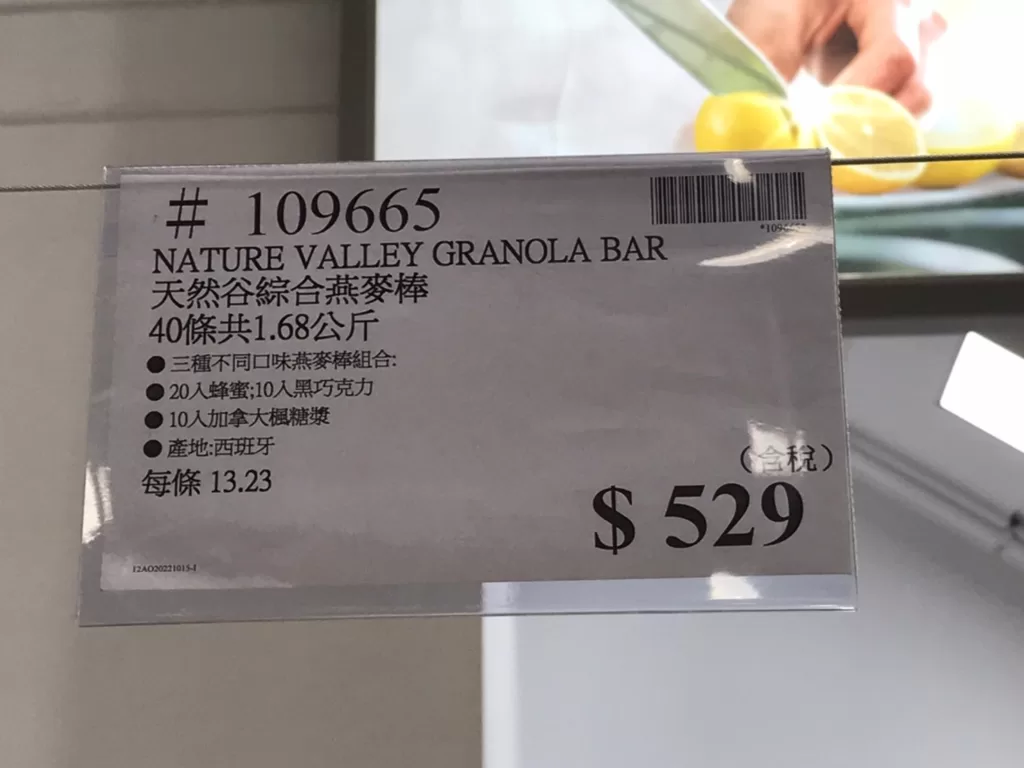 # 109665
NATURE VALLEY GRANOLA BAR
天然谷綜合燕麥棒
40條共1.68公斤
● 三種不同口味燕麥棒組合:
● 20入蜂蜜;10入黑巧克力
● 10入加拿大楓糖漿
● 產地:西班牙
每條 13.23
(含稅)
$ 529
12AO20221015-I